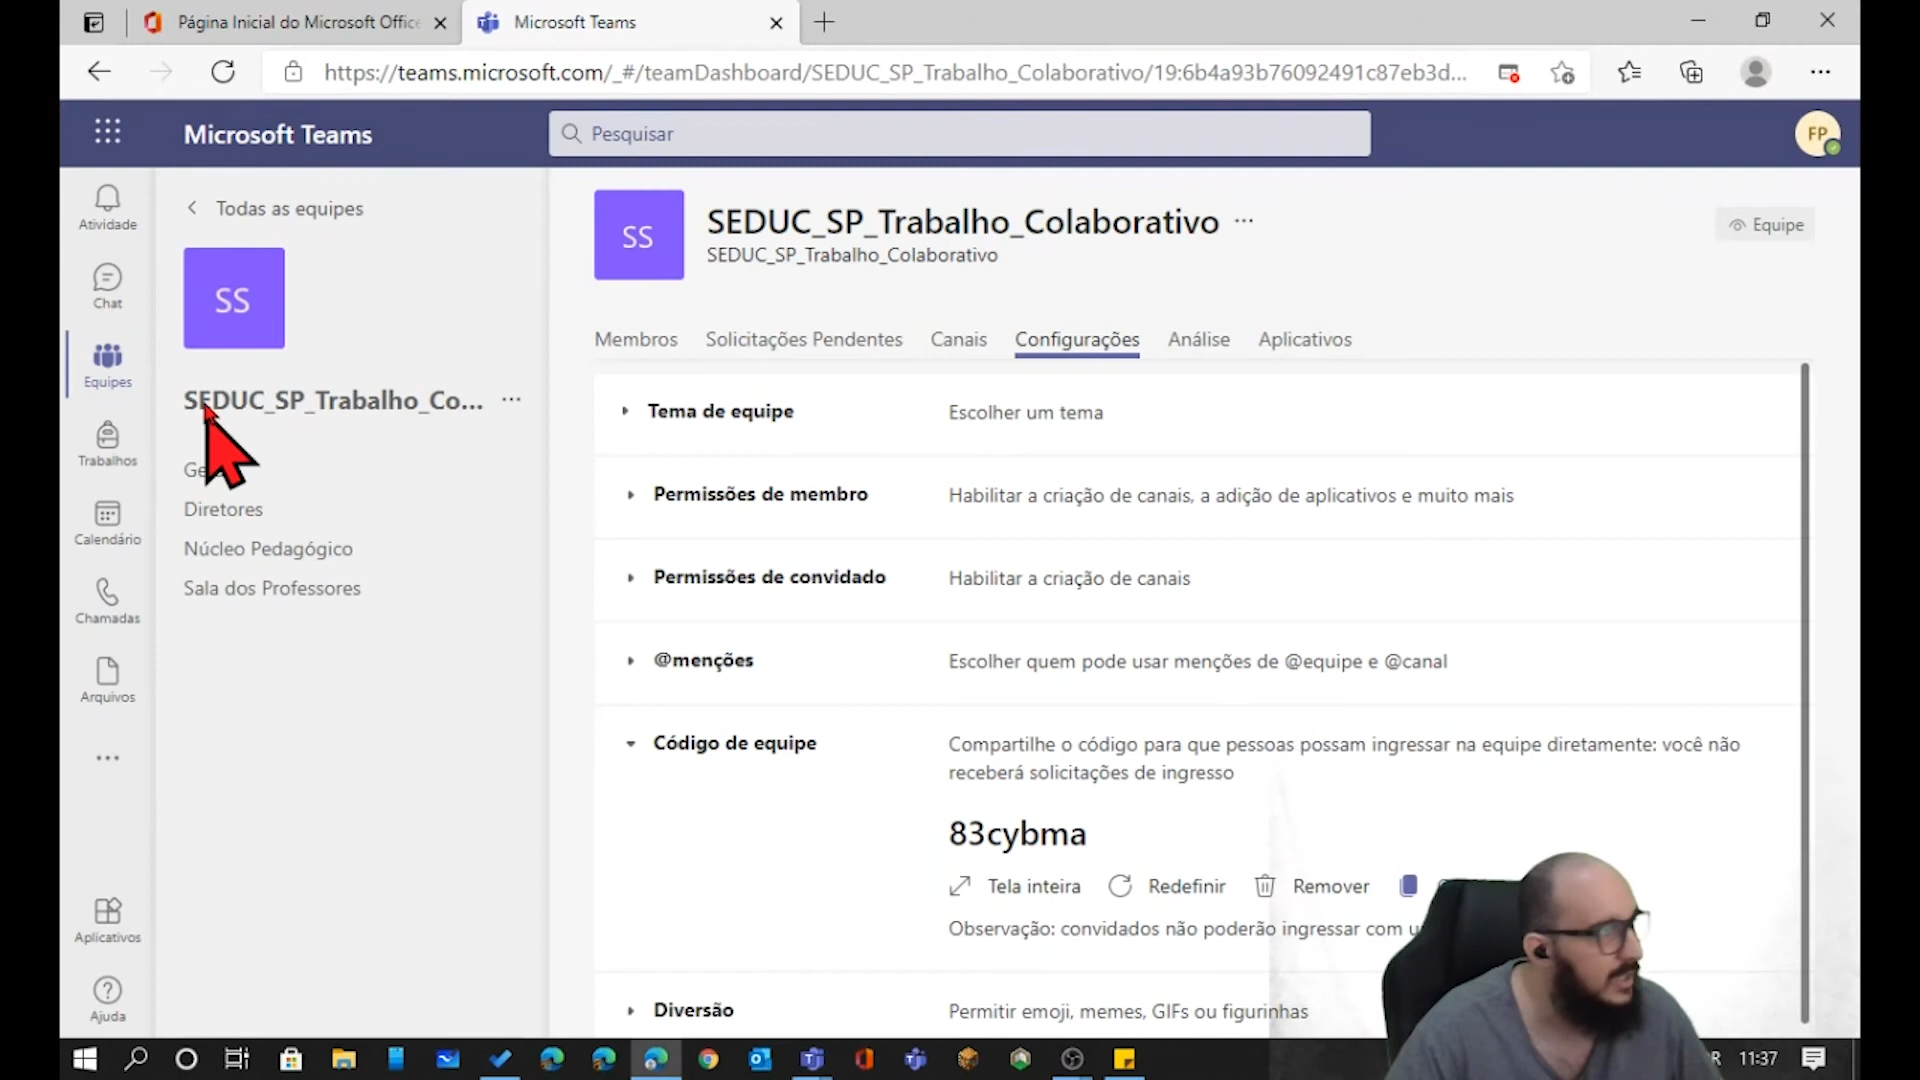 Página Inicial do Microsoft Office
Microsoft Teams
https://teams.microsoft.com/_#/teamDashboard/SEDUC_SP_Trabalho_Colaborativo/19:6b4a93b76092491c87eb3d...
Microsoft Teams
Pesquisar
FP
Atividade
Chat
Equipes
Trabalhos
Calendário
Chamadas
Arquivos
Aplicativos
Ajuda
Todas as equipes
SS
SEDUC_SP_Trabalho_Co...
Diretores
Núcleo Pedagógico
Sala dos Professores
SS
SEDUC_SP_Trabalho_Colaborativo
SEDUC_SP_Trabalho_Colaborativo
Equipe
Membros Solicitações Pendentes Canais Configurações Análise Aplicativos
Tema de equipe Escolher um tema
Permissões de membro Habilitar a criação de canais, a adição de aplicativos e muito mais
Permissões de convidado Habilitar a criação de canais
@menções Escolher quem pode usar menções de @equipe e @canal
Código de equipe Compartilhe o código para que pessoas possam ingressar na equipe diretamente: você não
receberá solicitações de ingresso
83cybma
Tela inteira Redefinir Remover
Observação: convidados não poderão ingressar com
Diversão Permitir emoji, memes, GIFs ou figurinhas
11:37